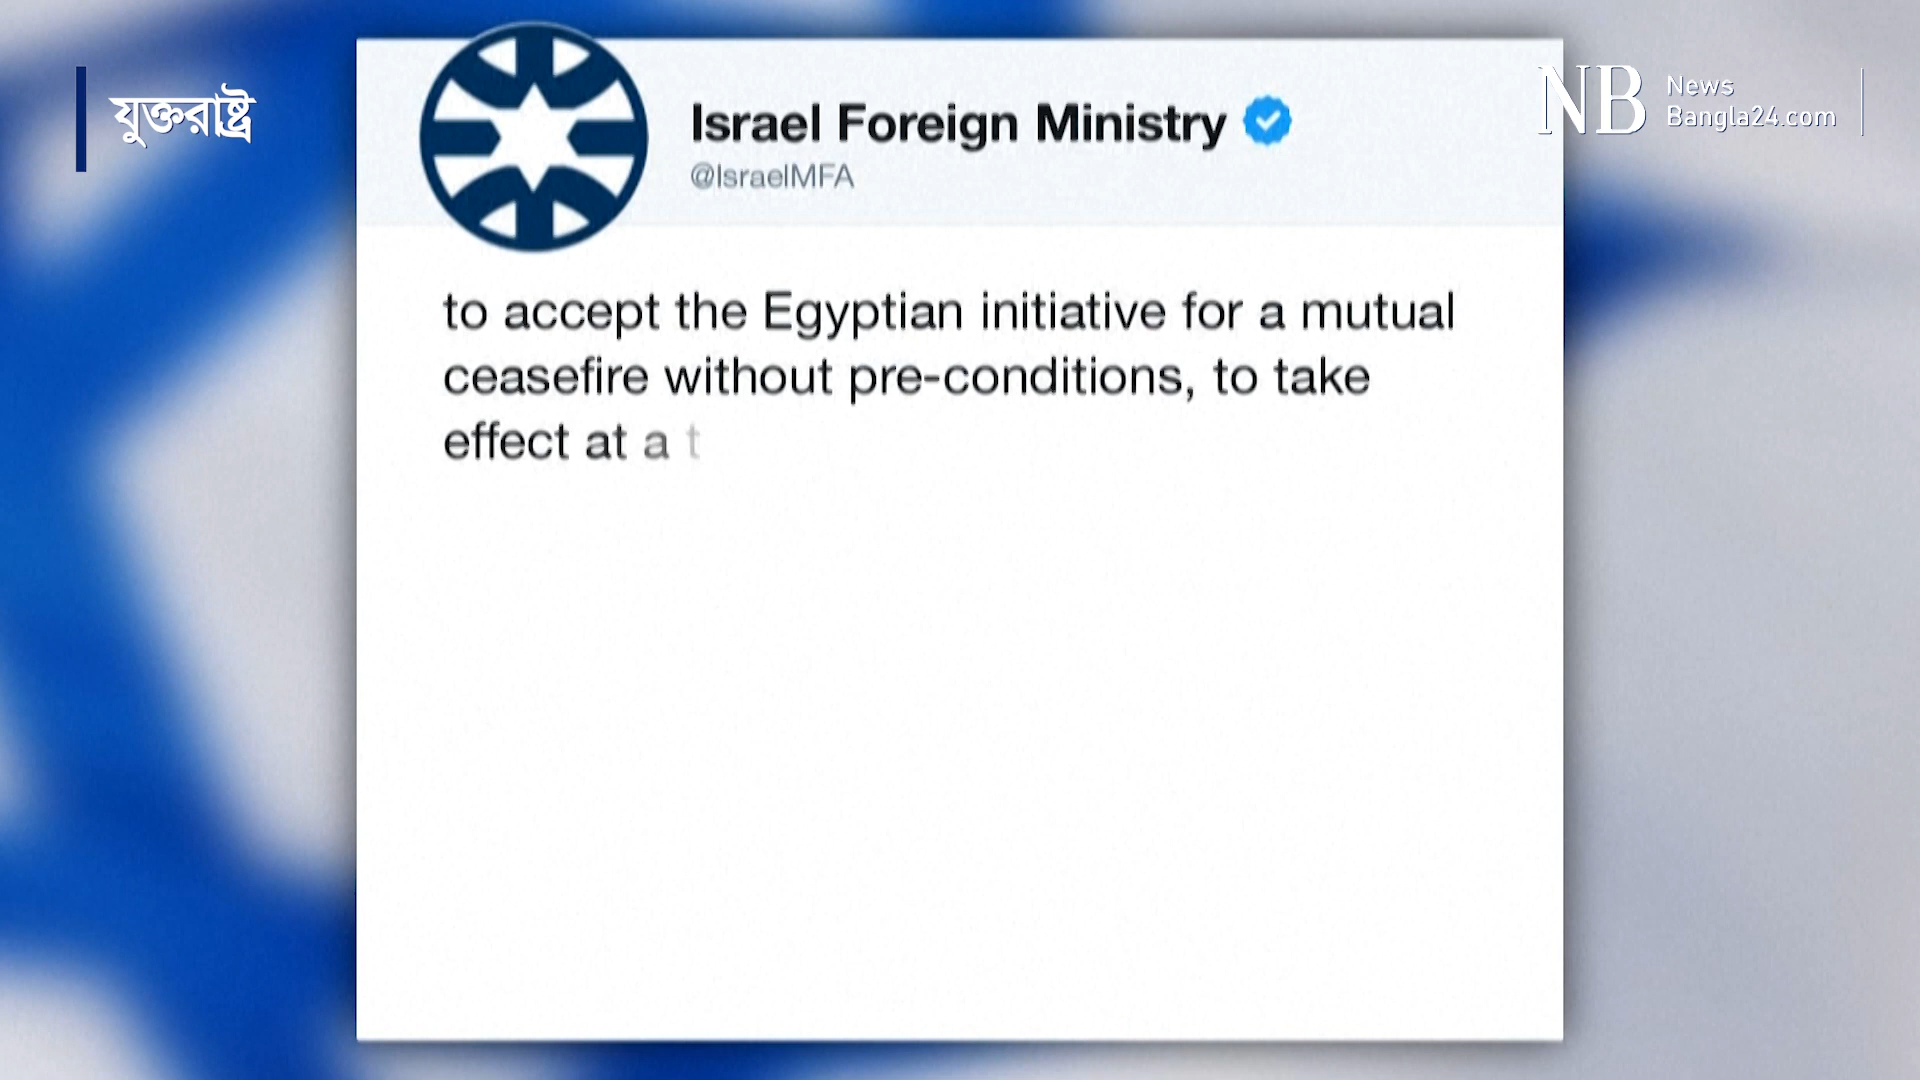 যুক্তরাষ্ট্র
NB
News
Bangla24.com
Israel Foreign Ministry
@IsraelMFA
to accept the Egyptian initiative for a mutual
ceasefire without pre-conditions, to take
effect at a t